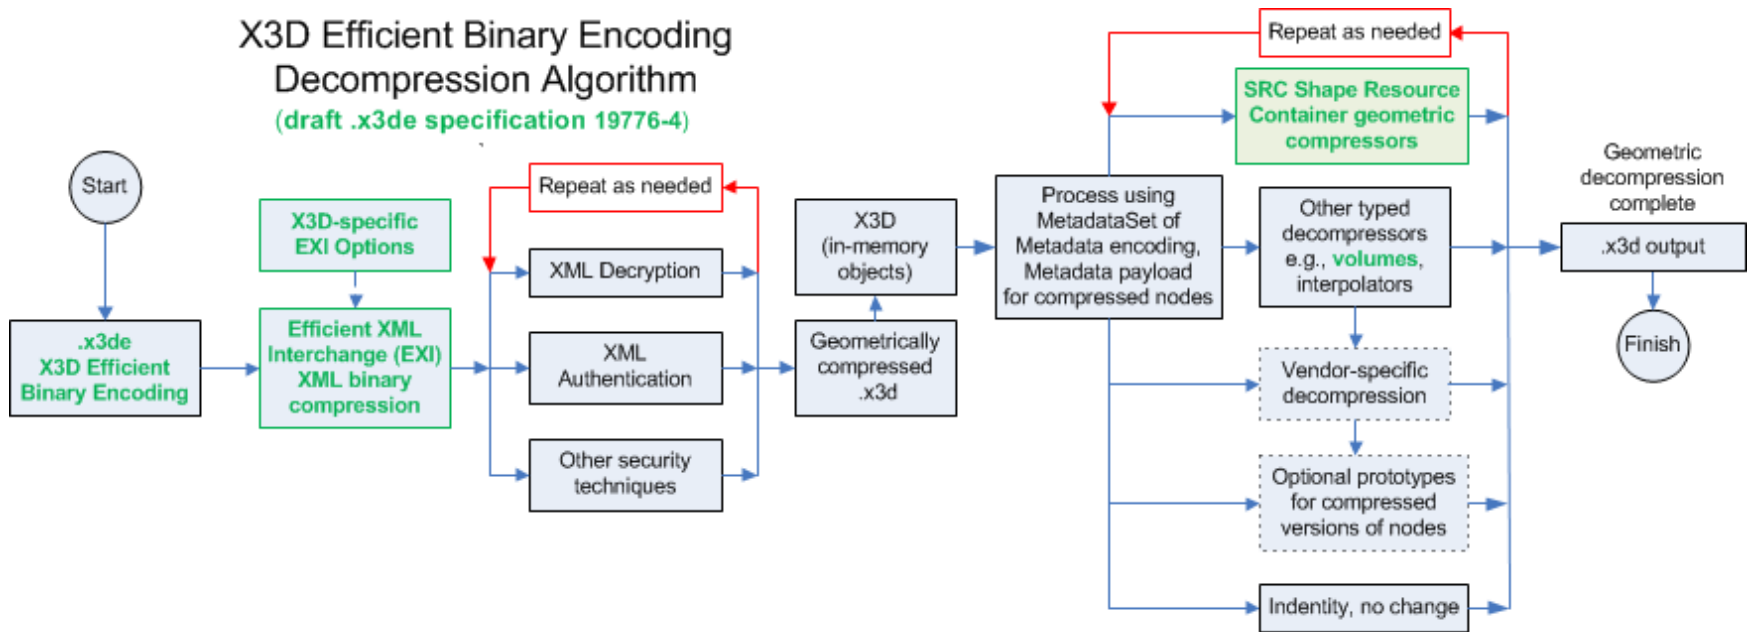 X3D Efficient Binary Encoding
Decompression Algorithm
(draft .x3de specification 19776-4)
Start
.x3de
X3D Efficient
Binary Encoding
X3D-specific
EXI Options
Efficient XML
Interchange (EXI)
XML binary
compression
Repeat as needed
XML Decryption
XML
Authentication
Other security
techniques
X3D
(in-memory
objects)
Geometrically
compressed
.x3d
Process using
MetadataSet of
Metadata encoding,
Metadata payload
for compressed nodes
Repeat as needed
SRC Shape Resource
Container geometric
compressors
Other typed
decompressors
e.g., volumes,
interpolators
Vendor-specific
decompression
Optional prototypes
for compressed
versions of nodes
Indentity, no change
Geometric
decompression
complete
.x3d output
Finish